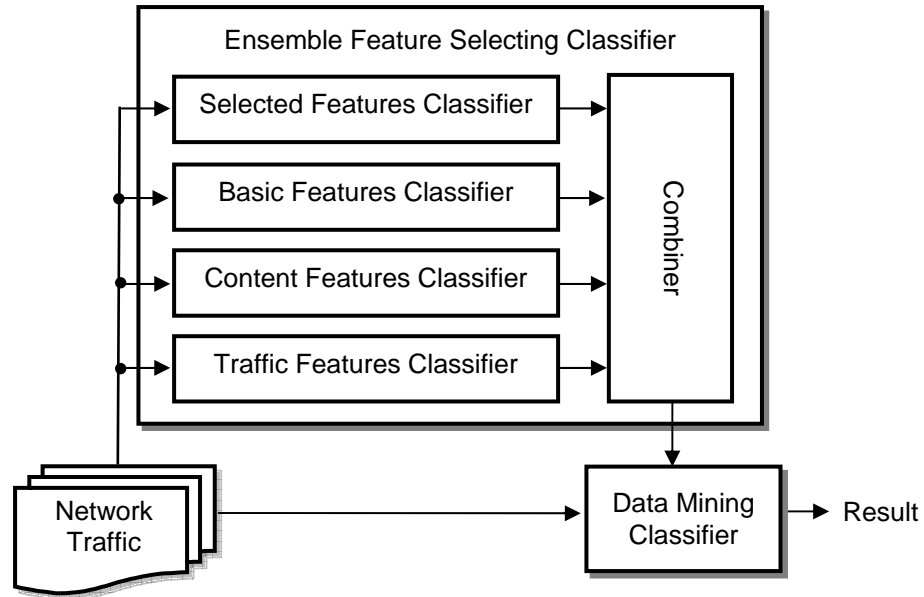 Ensemble Feature Selecting Classifier
Selected Features Classifier
Basic Features Classifier
Content Features Classifier
Traffic Features Classifier
Combiner
Network
Traffic
Data Mining
Classifier
Result